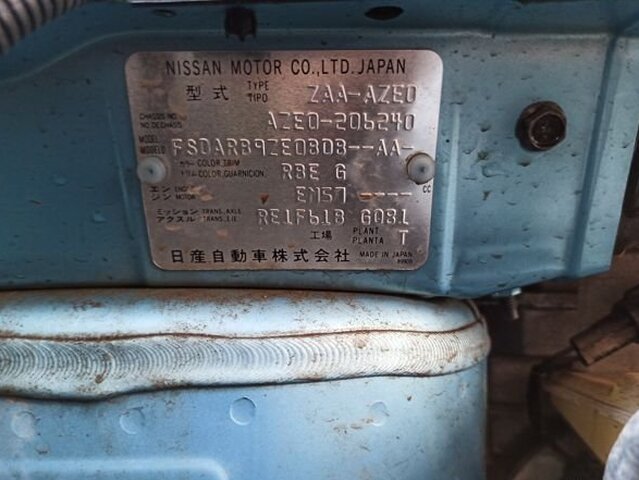 NISSAN MOTOR CO.,LTD. JAPAN
型式 TYPE TIPO ZAA-AZE0
CHASSIS NO. NO.DECHASIS AZE0-206240
MODEL MODELO FSDARB9ZE0BDB--AA-
カラー COLOR, TRIM
トリム COLOR, GUARNICION. RBE G
エンジン ENGINE MOTOR EM57 ---- CC
ミッション アクスル TRANS. AXLE TRANS. EJE RE1F61B G081
工場 PLANT PLANTA T
日産自動車株式会社 MADE IN JAPAN